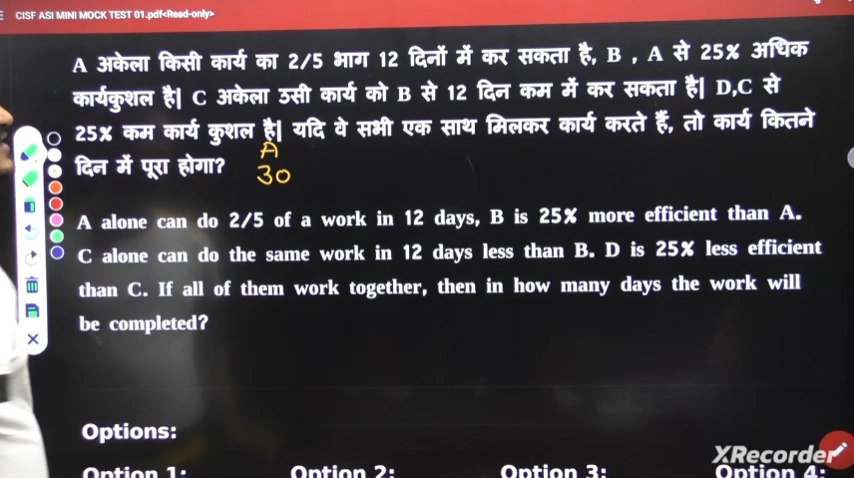 CISF ASI MINI MOCK TEST 01.pdf<Read-only>
A अकेला किसी कार्य का 2/5 भाग 12 दिनों में कर सकता है, B , A से 25% अधिक
कार्यकुशल है| C अकेला उसी कार्य को B से 12 दिन कम में कर सकता है| D,C से
25% कम कार्य कुशल है| यदि वे सभी एक साथ मिलकर कार्य करते हैं, तो कार्य कितने
दिन में पूरा होगा?
A
30
A alone can do 2/5 of a work in 12 days, B is 25% more efficient than A.
C alone can do the same work in 12 days less than B. D is 25% less efficient
than C. If all of them work together, then in how many days the work will
be completed?
Options:
Option 1: Option 2: Option 3: Option 4:
XRecorder